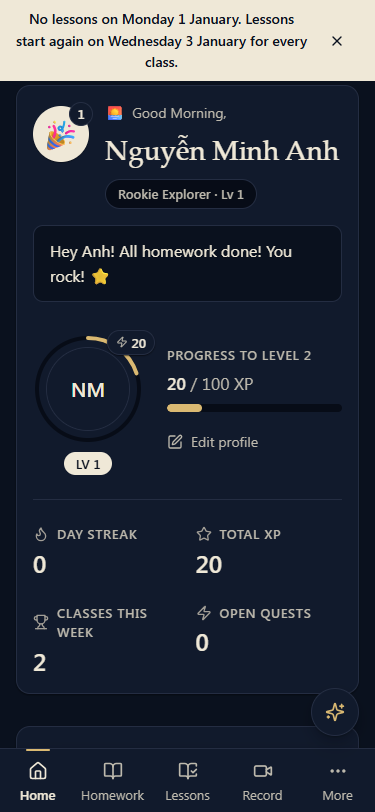 No lessons on Monday 1 January. Lessons
start again on Wednesday 3 January for every
class.
1
Good Morning,
Nguyễn Minh Anh
Rookie Explorer · Lv 1
Hey Anh! All homework done! You
rock! ⭐
20
NM
LV 1
PROGRESS TO LEVEL 2
20 / 100 XP
Edit profile
DAY STREAK
0
TOTAL XP
20
CLASSES THIS
WEEK
2
OPEN QUESTS
0
Home
Homework
Lessons
Record
More